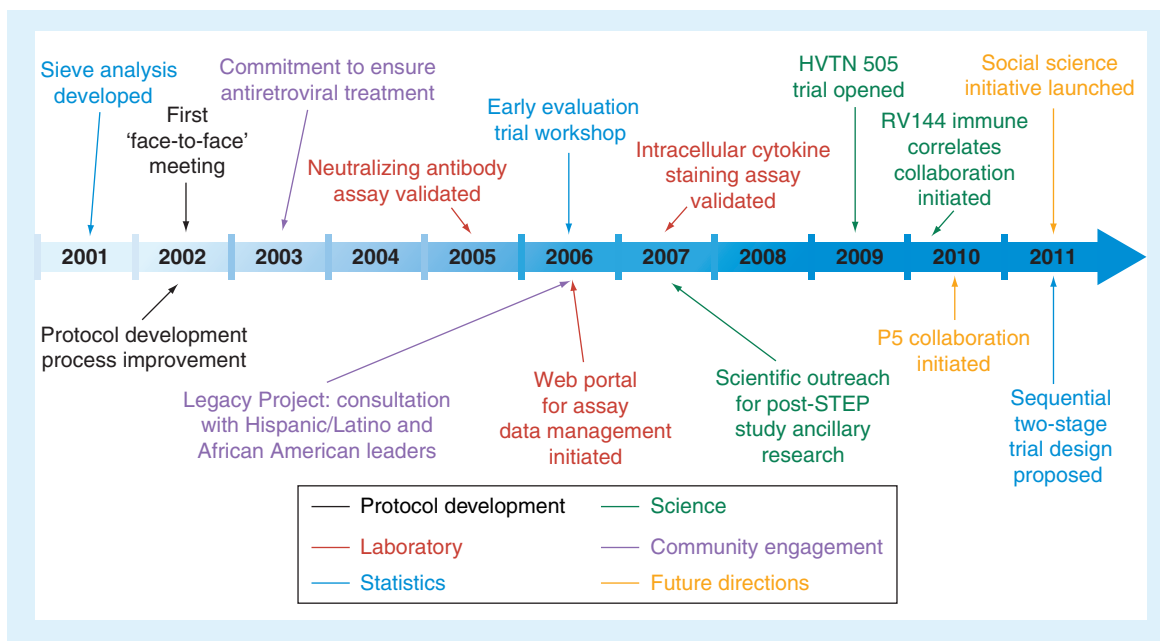 Sieve analysis
developed
First
‘face-to-face’
meeting
Commitment to ensure
antiretroviral treatment
Neutralizing antibody
assay validated
Early evaluation
trial workshop
Intracellular cytokine
staining assay
validated
HVTN 505
trial opened
RV144 immune
correlates
collaboration
initiated
Social science
initiative launched
2001 2002 2003 2004 2005 2006 2007 2008 2009 2010 2011
Protocol development
process improvement
Legacy Project: consultation
with Hispanic/Latino and
African American leaders
Web portal
for assay
data management
initiated
Scientific outreach
for post-STEP
study ancillary
research
P5 collaboration
initiated
Sequential
two-stage
trial design
proposed
Protocol development
Science
Laboratory
Community engagement
Statistics
Future directions